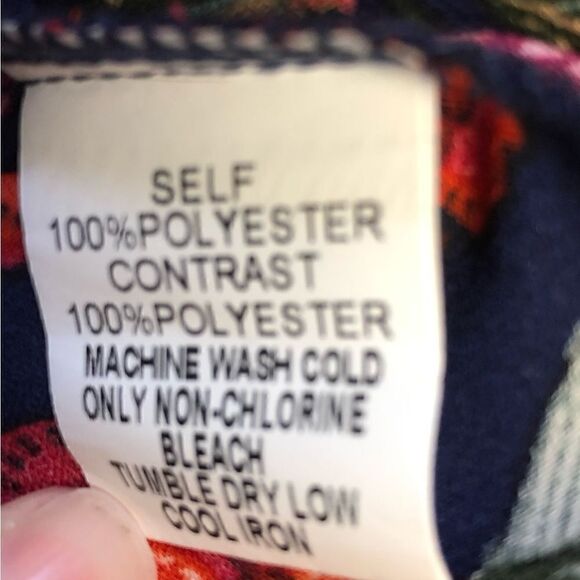 SELF
100%POLYESTER
CONTRAST
100%POLYESTER
MACHINE WASH COLD
ONLY NON-CHLORINE
BLEACH
TUMBLE DRY LOW
COOL IRON